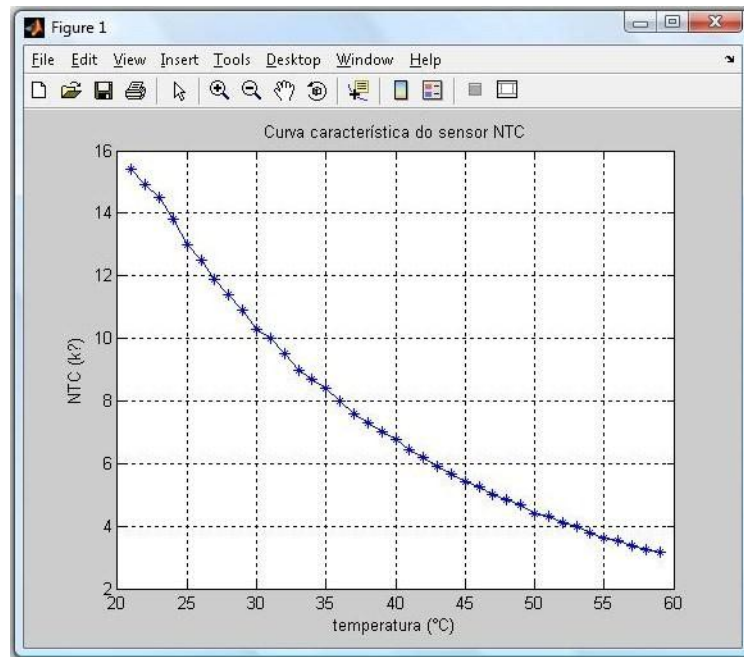 Figure 1
File Edit View Insert Tools Desktop Window Help
Curva característica do sensor NTC
16
14
12
10
8
6
4
2
NTC (k?)
20 25 30 35 40 45 50 55 60
temperatura (°C)